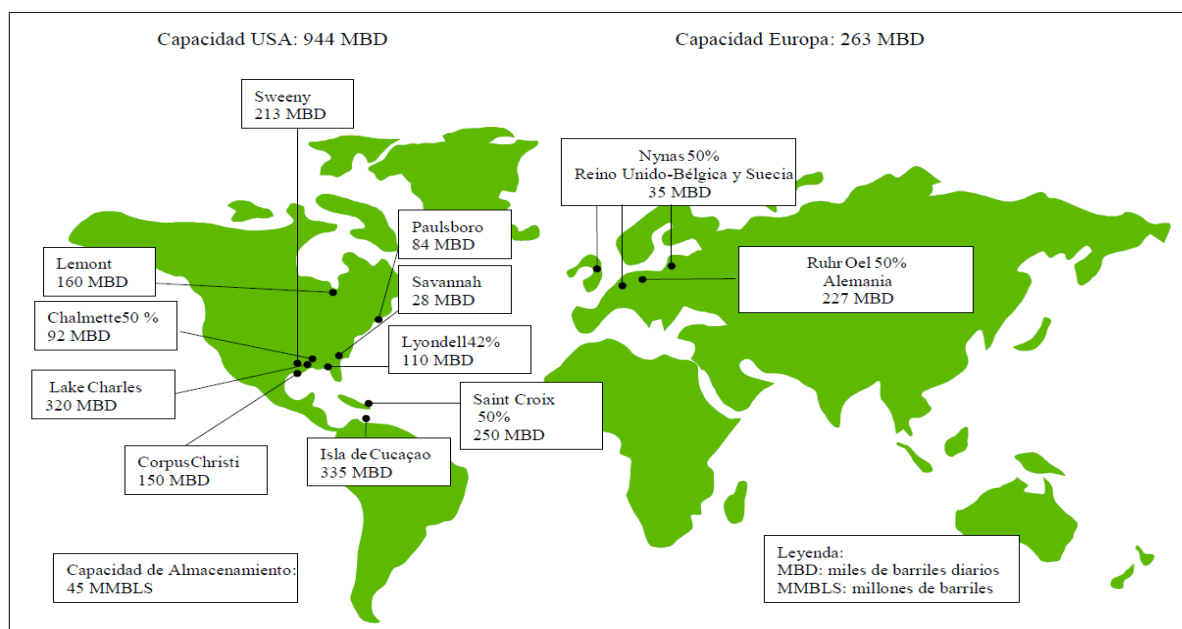 Capacidad USA: 944 MBD
Capacidad Europa: 263 MBD
Sweeny
213 MBD
Nynas 50%
Reino Unido-Bélgica y Suecia
35 MBD
Paulsboro
84 MBD
Lemont
160 MBD
Savannah
28 MBD
Ruhr Oel 50%
Alemania
227 MBD
Chalmette50 %
92 MBD
Lyondell42%
110 MBD
Lake Charles
320 MBD
Saint Croix
50%
250 MBD
Isla de Cucaçao
335 MBD
CorpusChristi
150 MBD
Capacidad de Almacenamiento:
45 MMBLS
Leyenda:
MBD: miles de barriles diarios
MMBLS: millones de barriles